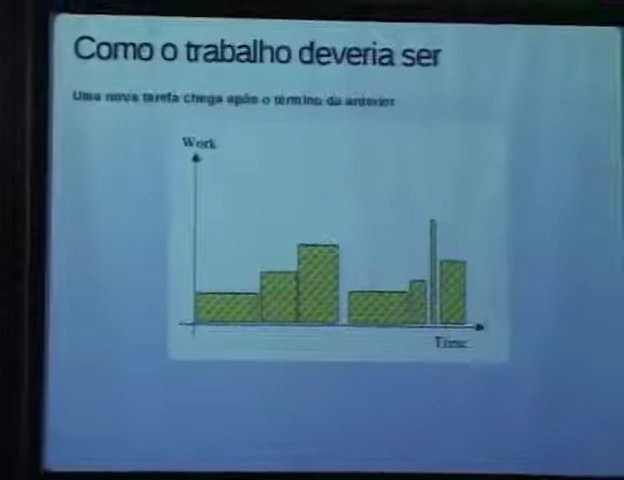 Como o trabalho deveria ser
Uma nova tarefa chega após o término da anterior
Work
Time